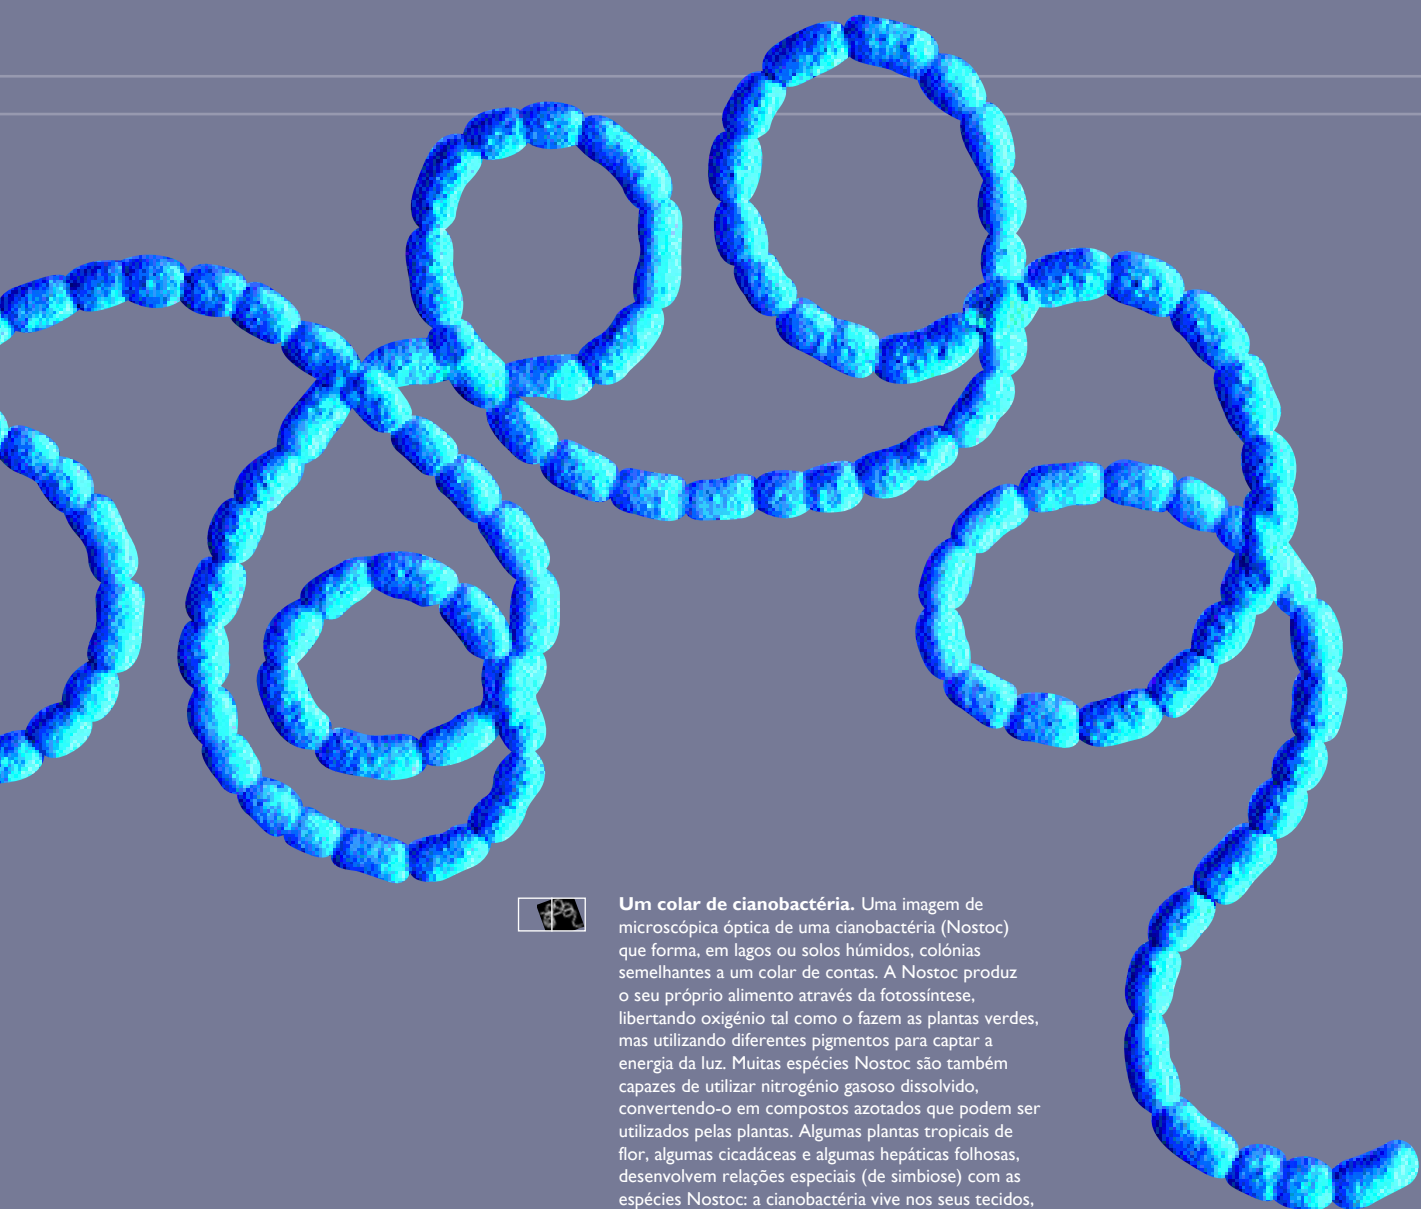 Um colar de cianobactéria. Uma imagem de
microscópica óptica de uma cianobactéria (Nostoc)
que forma, em lagos ou solos húmidos, colónias
semelhantes a um colar de contas. A Nostoc produz
o seu próprio alimento através da fotossíntese,
libertando oxigénio tal como o fazem as plantas verdes,
mas utilizando diferentes pigmentos para captar a
energia da luz. Muitas espécies Nostoc são também
capazes de utilizar nitrogénio gasoso dissolvido,
convertendo-o em compostos azotados que podem ser
utilizados pelas plantas. Algumas plantas tropicais de
flor, algumas cicadáceas e algumas hepáticas folhosas,
desenvolvem relações especiais (de simbiose) com as
espécies Nostoc: a cianobactéria vive nos seus tecidos,